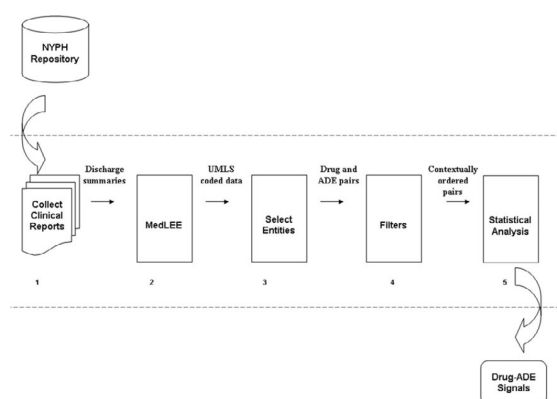 NYPH
Repository
Discharge
summaries
UMLS
coded data
Drug and
ADE pairs
Contextually
ordered
pairs
Collect
Clinical
Reports
MedLEE
Select
Entities
Filters
Statistical
Analysis
1
2
3
4
5
Drug-ADE
Signals